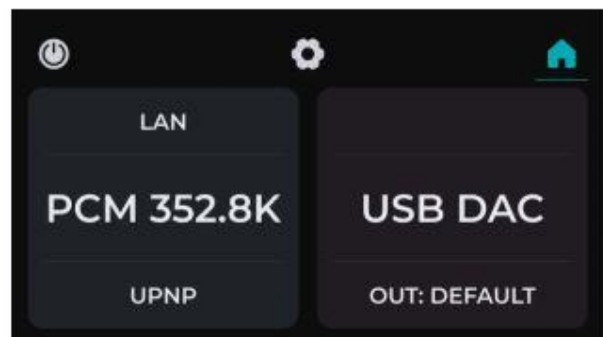 LAN
PCM 352.8K
UPNP
USB DAC
OUT: DEFAULT